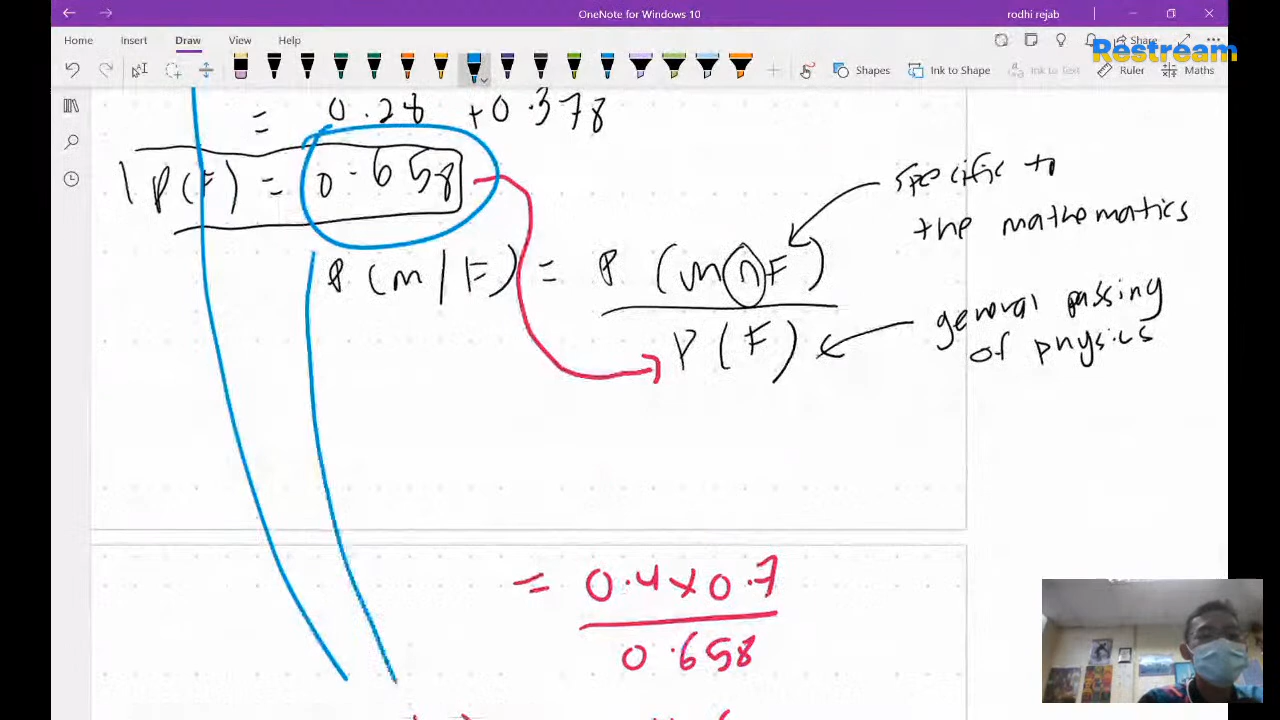 OneNote for Windows 10
rodhi rejab
Home Insert Draw View Help
Share
Restream
Shapes Ink to Shape Ink to Text Ruler Maths
= 0.28 + 0.378
P(F) = 0.658
specific to
the mathematics
P(m|F) = P(m∩F)
P(F)
general passing
of physics
= 0.4 x 0.7
0.658